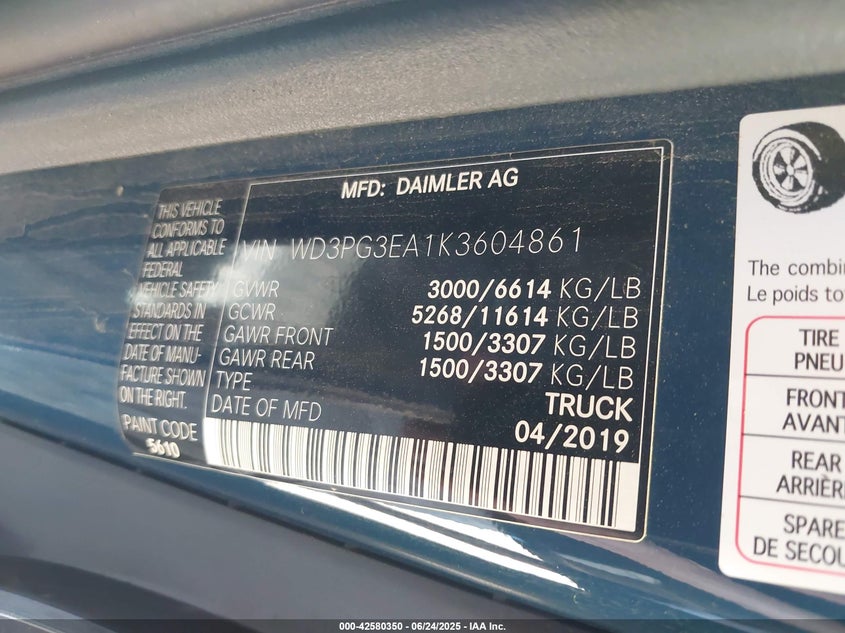 MFD: DAIMLER AG
THIS VEHICLE
CONFORMS TO
ALL APPLICABLE
FEDERAL
VEHICLE SAFETY
STANDARDS IN
EFFECT ON THE
DATE OF MANU-
FACTURE SHOWN
ON THE RIGHT.
PAINT CODE
5610
VIN WD3PG3EA1K3604861
GVWR 3000/6614 KG/LB
GCWR 5268/11614 KG/LB
GAWR FRONT 1500/3307 KG/LB
GAWR REAR 1500/3307 KG/LB
TYPE TRUCK
DATE OF MFD 04/2019
The combin
Le poids to
TIRE
PNEU
FRONT
AVANT
REAR
ARRIÈR
SPARE
DE SECOU
000-42580350 - 06/24/2025 - IAA Inc.